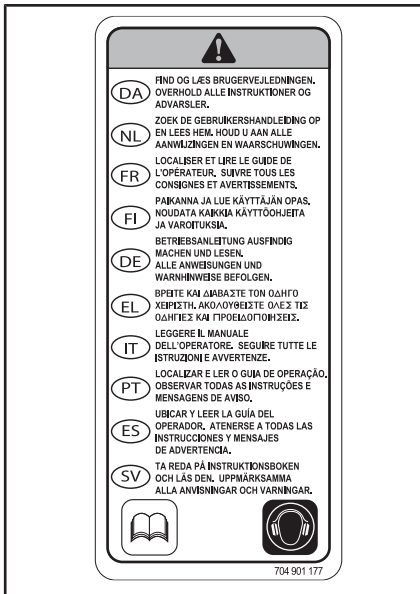 DA FIND OG LÆS BRUGERVEJLEDNINGEN.
OVERHOLD ALLE INSTRUKTIONER OG
ADVARSLER.
NL ZOEK DE GEBRUIKERSHANDLEIDING OP
EN LEES HEM. HOUD U AAN ALLE
AANWIJZINGEN EN WAARSCHUWINGEN.
FR LOCALISER ET LIRE LE GUIDE DE
L'OPÉRATEUR. SUIVRE TOUS LES
CONSIGNES ET AVERTISSEMENTS.
FI PAIKANNA JA LUE KÄYTTÄJÄN OPAS.
NOUDATA KAIKKIA KÄYTTÖOHJEITA
JA VAROITUKSIA.
DE BETRIEBSANLEITUNG AUSFINDIG
MACHEN UND LESEN.
ALLE ANWEISUNGEN UND
WARNHINWEISE BEFOLGEN.
EL ΒΡΕΙΤΕ ΚΑΙ ΔΙΑΒΑΣΤΕ ΤΟΝ ΟΔΗΓΟ
ΧΕΙΡΙΣΤΗ. ΑΚΟΛΟΥΘΕΙΣΤΕ ΟΛΕΣ ΤΙΣ
ΟΔΗΓΙΕΣ ΚΑΙ ΠΡΟΕΙΔΟΠΟΙΗΣΕΙΣ.
IT LEGGERE IL MANUALE
DELL'OPERATORE. SEGUIRE TUTTE LE
ISTRUZIONI E AVVERTENZE.
PT LOCALIZAR E LER O GUIA DE OPERAÇÃO.
OBSERVAR TODAS AS INSTRUÇÕES E
MENSAGENS DE AVISO.
ES UBICAR Y LEER LA GUÍA DEL
OPERADOR. ATENERSE A TODAS LAS
INSTRUCCIONES Y MENSAJES
DE ADVERTENCIA.
SV TA REDA PÅ INSTRUKTIONSBOKEN
OCH LÄS DEN. UPPMÄRKSAMMA
ALLA ANVISNINGAR OCH VARNINGAR.
704 901 177